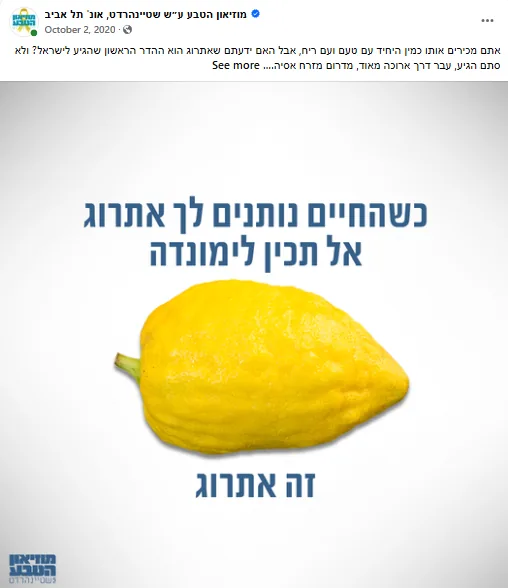 מוזיאון הטבע ע״ש שטיינהרדט, אונ׳ תל אביב
October 2, 2020 ·
אתם מכירים אותו כמין היחיד עם טעם ועם ריח, אבל האם ידעתם שאתרוג הוא ההדר הראשון שהגיע לישראל? ולא
סתם הגיע, עבר דרך ארוכה מאוד, מדרום מזרח אסיה.... See more
כשהחיים נותנים לך אתרוג
אל תכין לימונדה
זה אתרוג
מוזיאון
הטבע
ע״ש שטיינהרדט